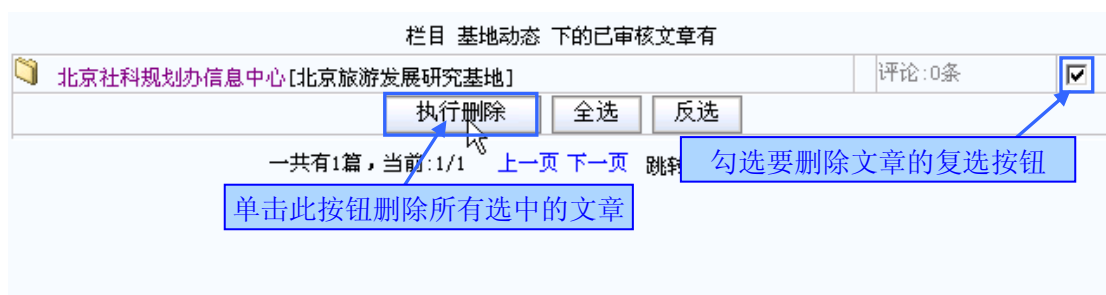 栏目 基地动态 下的已审核文章有
北京社科规划办信息中心[北京旅游发展研究基地] 评论:0条
执行删除 全选 反选
一共有1篇,当前:1/1 上一页 下一页 跳转
勾选要删除文章的复选按钮
单击此按钮删除所有选中的文章